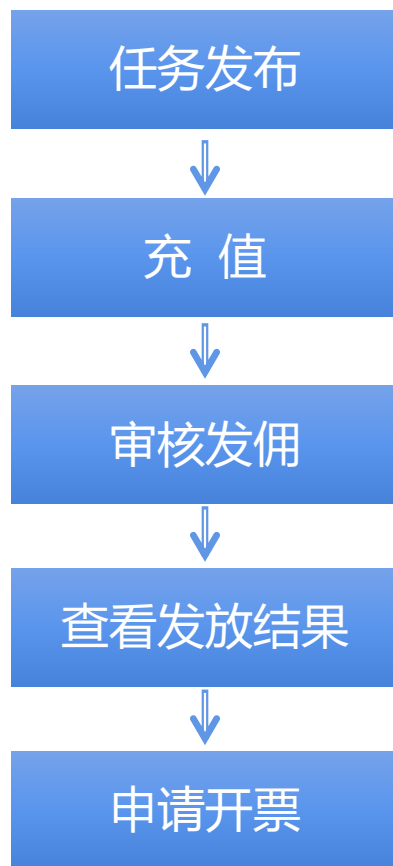 任务发布
充 值
审核发佣
查看发放结果
申请开票